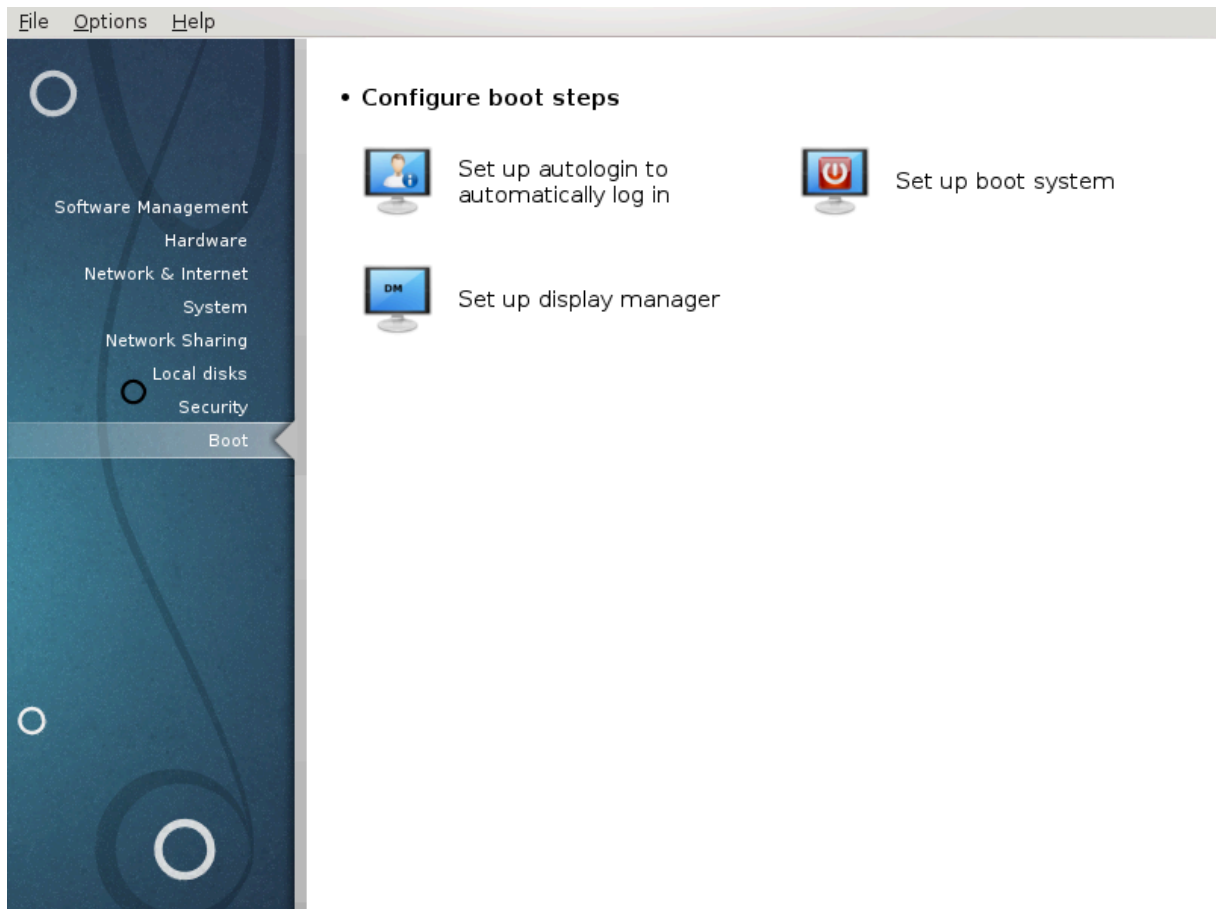 File Options Help
Software Management
Hardware
Network & Internet
System
Network Sharing
Local disks
Security
Boot
• Configure boot steps
Set up autologin to
automatically log in
Set up boot system
DM
Set up display manager